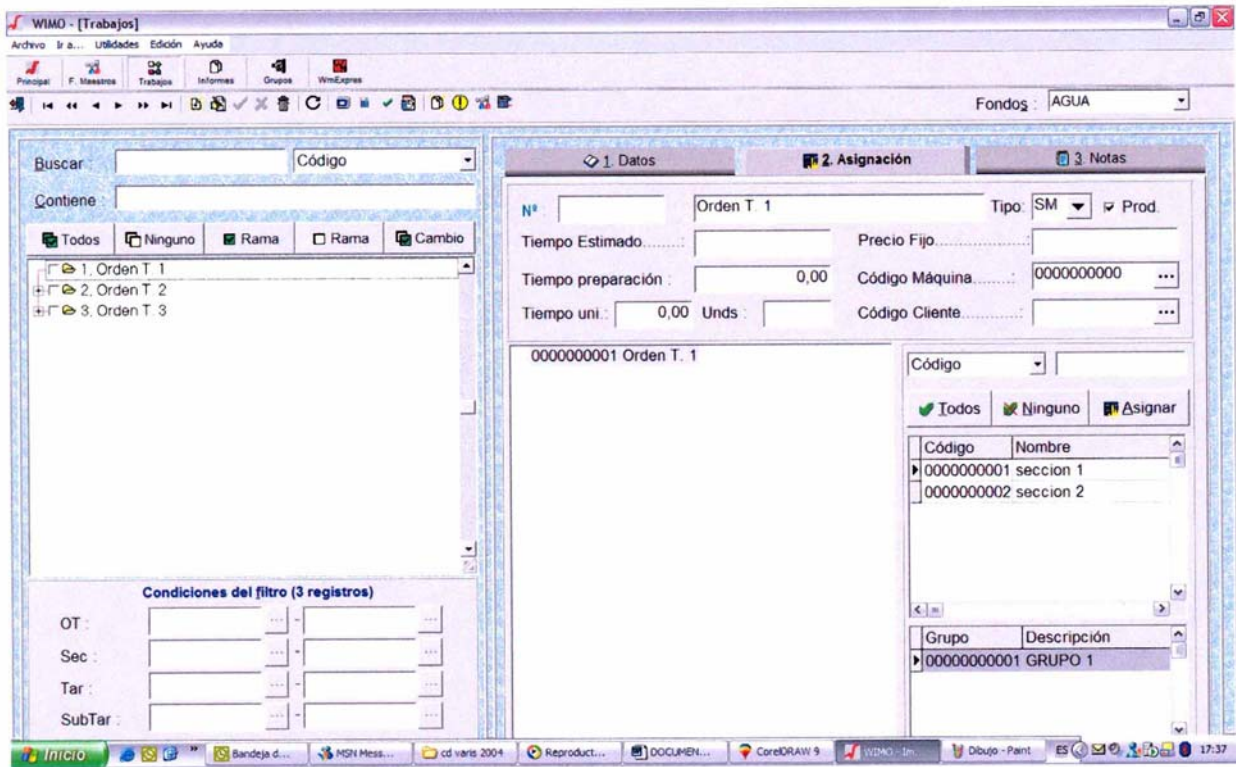 WIMO - [Trabajos]
Archivo Ir a... Utilidades Edición Ayuda
Principal F. Maestros Trabajos Informes Grupos WmExpres
Fondos : AGUA
Buscar : Código
Contiene :
Todos Ninguno Rama Rama Cambio
1, Orden T. 1
2, Orden T. 2
3, Orden T. 3
Condiciones del filtro (3 registros)
OT : ... - ...
Sec : ... - ...
Tar : ... - ...
SubTar : ... - ...
1. Datos 2. Asignación 3. Notas
Nº : Orden T. 1 Tipo: SM Prod.
Tiempo Estimado........: Precio Fijo..................:
Tiempo preparación : 0,00 Código Máquina........: 0000000000 ...
Tiempo uni.: 0,00 Unds : Código Cliente............: ...
0000000001 Orden T. 1
Código
Todos Ninguno Asignar
Código Nombre
0000000001 seccion 1
0000000002 seccion 2
Grupo Descripción
00000000001 GRUPO 1
Inicio Bandeja d... MSN Mess... cd varis 2004 Reproduct... DOCUMEN... CorelDRAW 9 WIMO - Im... Dibujo - Paint ES 17:37